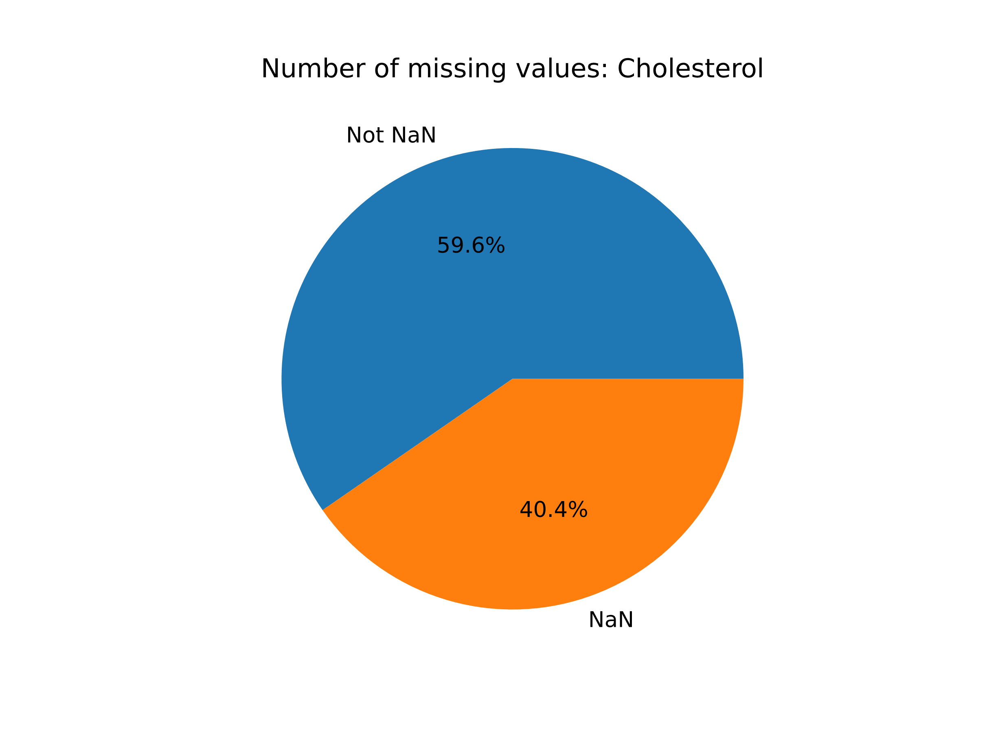 Number of missing values: Cholesterol
Not NaN
59.6%
40.4%
NaN